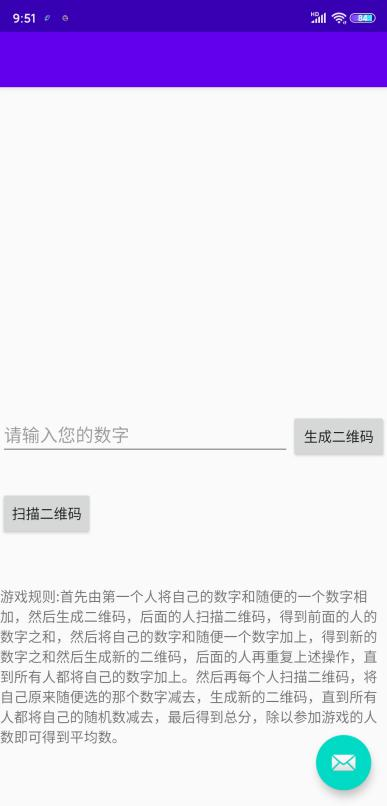 9:51
HD
84
请输入您的数字
生成二维码
扫描二维码
游戏规则:首先由第一个人将自己的数字和随便的一个数字相
加，然后生成二维码，后面的人扫描二维码，得到前面的人的
数字之和，然后将自己的数字和随便一个数字加上，得到新的
数字之和然后生成新的二维码，后面的人再重复上述操作，直
到所有人都将自己的数字加上。然后再每个人扫描二维码，将
自己原来随便选的那个数字减去，生成新的二维码，直到所有
人都将自己的随机数减去，最后得到总分，除以参加游戏的人
数即可得到平均数。